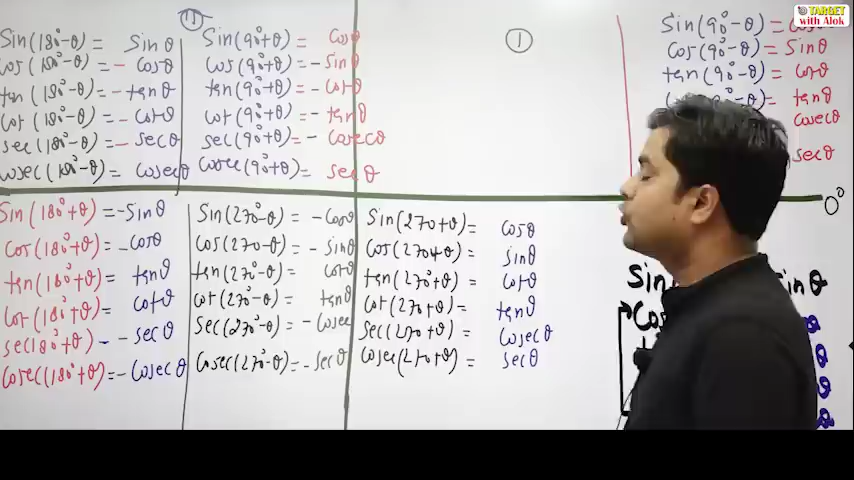 TARGET
with Alok
II
Sin(180°-θ) = Sinθ
cos(180°-θ) = - cosθ
tan(180°-θ) = - tanθ
cot(180°-θ) = - cotθ
sec(180°-θ) = - secθ
cosec(180°-θ) = cosecθ
Sin(90°+θ) = cosθ
cos(90°+θ) = - sinθ
tan(90°+θ) = - cotθ
cot(90°+θ) = - tanθ
sec(90°+θ) = - cosecθ
cosec(90°+θ) = secθ
I
Sin(90°-θ) =
cos(90°-θ) = Sinθ
tan(90°-θ) = cotθ
= tanθ
cosecθ
secθ
0°
Sin(180°+θ) = -Sinθ
cos(180°+θ) = -cosθ
tan(180°+θ) = tanθ
cot(180°+θ) = cotθ
sec(180°+θ) - - secθ
cosec(180°+θ) = - cosecθ
Sin(270°-θ) = - cosθ
cos(270-θ) = - sinθ
tan(270°-θ) = cotθ
cot(270°-θ) = tanθ
sec(270°-θ) = - cosec
cosec(270°-θ) = - secθ
Sin(270+θ) = cosθ
cos(270+θ) = sinθ
tan(270°+θ) = cotθ
cot(270+θ) = tanθ
sec(270+θ) = cosecθ
cosec(270+θ) = secθ
Sin inθ